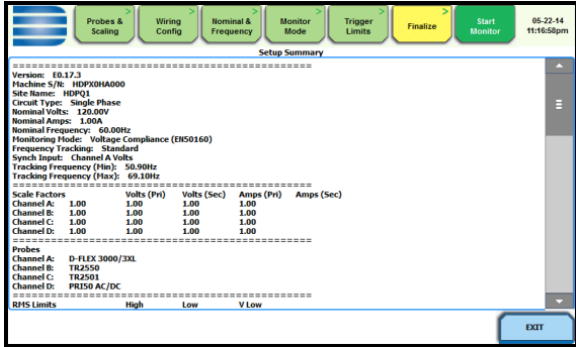 Probes & Scaling
Wiring Config
Nominal & Frequency
Monitor Mode
Trigger Limits
Finalize
Start Monitor
05-22-14
11:16:58pm
Setup Summary
==================================================
Version: E0.17.3
Machine S/N: HDPX0HA000
Site Name: HDPQ1
Circuit Type: Single Phase
Nominal Volts: 120.00V
Nominal Amps: 1.00A
Nominal Frequency: 60.00Hz
Monitoring Mode: Voltage Compliance (EN50160)
Frequency Tracking: Standard
Synch Input: Channel A Volts
Tracking Frequency (Min): 50.90Hz
Tracking Frequency (Max): 69.10Hz
==================================================
Scale Factors Volts (Pri) Volts (Sec) Amps (Pri) Amps (Sec)
Channel A: 1.00 1.00 1.00 1.00
Channel B: 1.00 1.00 1.00 1.00
Channel C: 1.00 1.00 1.00 1.00
Channel D: 1.00 1.00 1.00 1.00
==================================================
Probes
Channel A: D-FLEX 3000/3XL
Channel B: TR2550
Channel C: TR2501
Channel D: PR150 AC/DC
==================================================
RMS Limits High Low V Low
EXIT